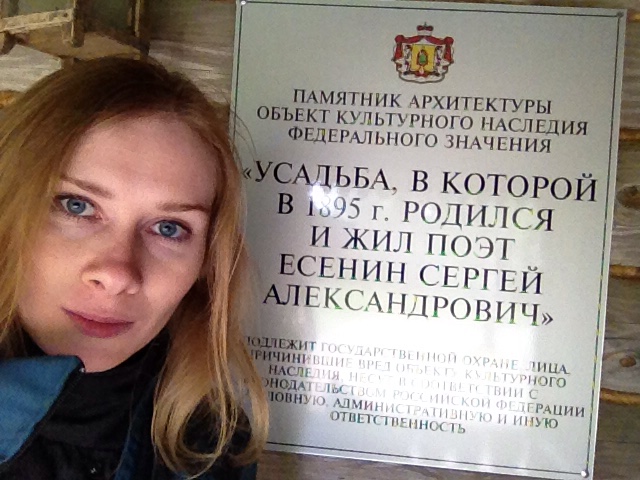 ПАМЯТНИК АРХИТЕКТУРЫ
ОБЪЕКТ КУЛЬТУРНОГО НАСЛЕДИЯ
ФЕДЕРАЛЬНОГО ЗНАЧЕНИЯ
«УСАДЬБА, В КОТОРОЙ
В 1895 г. РОДИЛСЯ
И ЖИЛ ПОЭТ
ЕСЕНИН СЕРГЕЙ
АЛЕКСАНДРОВИЧ»
ПОДЛЕЖИТ ГОСУДАРСТВЕННОЙ ОХРАНЕ. ЛИЦА,
ПРИЧИНИВШИЕ ВРЕД ОБЪЕКТУ КУЛЬТУРНОГО
НАСЛЕДИЯ, НЕСУТ В СООТВЕТСТВИИ С
ЗАКОНОДАТЕЛЬСТВОМ РОССИЙСКОЙ ФЕДЕРАЦИИ
УГОЛОВНУЮ, АДМИНИСТРАТИВНУЮ И ИНУЮ
ОТВЕТСТВЕННОСТЬ